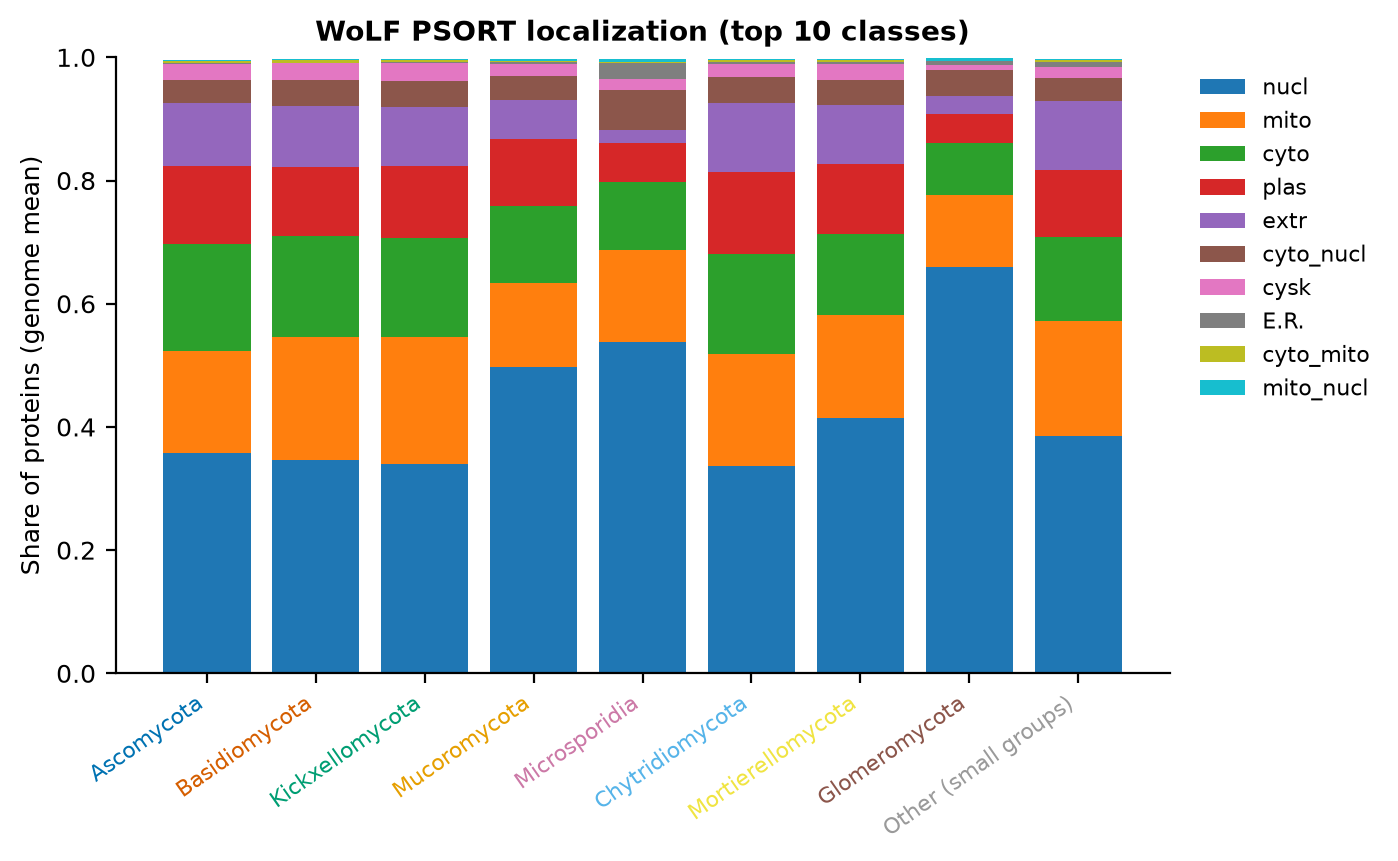 WoLF PSORT localization (top 10 classes)
Share of proteins (genome mean)
1.0
0.8
0.6
0.4
0.2
0.0
Ascomycota
Basidiomycota
Kickxellomycota
Mucoromycota
Microsporidia
Chytridiomycota
Mortierellomycota
Glomeromycota
Other (small groups)
nucl
mito
cyto
plas
extr
cyto_nucl
cysk
E.R.
cyto_mito
mito_nucl